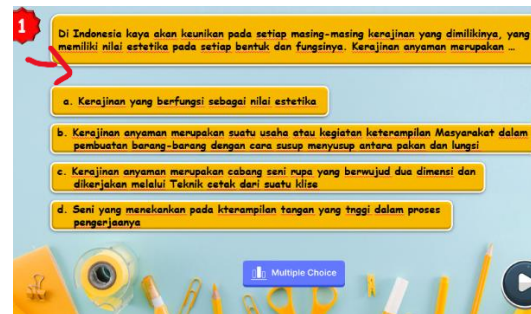 1
Di Indonesia kaya akan keunikan pada setiap masing-masing kerajinan yang dimilikinya, yang
memiliki nilai estetika pada setiap bentuk dan fungsinya. Kerajinan anyaman merupakan ...
a. Kerajinan yang berfungsi sebagai nilai estetika
b. Kerajinan anyaman merupakan suatu usaha atau kegiatan keterampilan Masyarakat dalam
pembuatan barang-barang dengan cara susup menyusup antara pakan dan lungsi
c. Kerajinan anyaman merupakan cabang seni rupa yang berwujud dua dimensi dan
dikerjakan melalui Teknik cetak dari suatu klise
d. Seni yang menekankan pada kterampilan tangan yang tnggi dalam proses
pengerjaanya
Multiple Choice